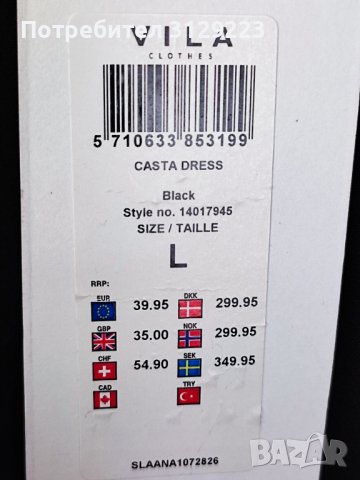 Потребител 3129223
VILA
CLOTHES
5 710633 853199
CASTA DRESS
Black
Style no. 14017945
SIZE / TAILLE
L
RRP:
EUR 39.95 DKK 299.95
GBP 35.00 NOK 299.95
CHF 54.90 SEK 349.95
CAD TRY
SLAANA1072826
BAZAR